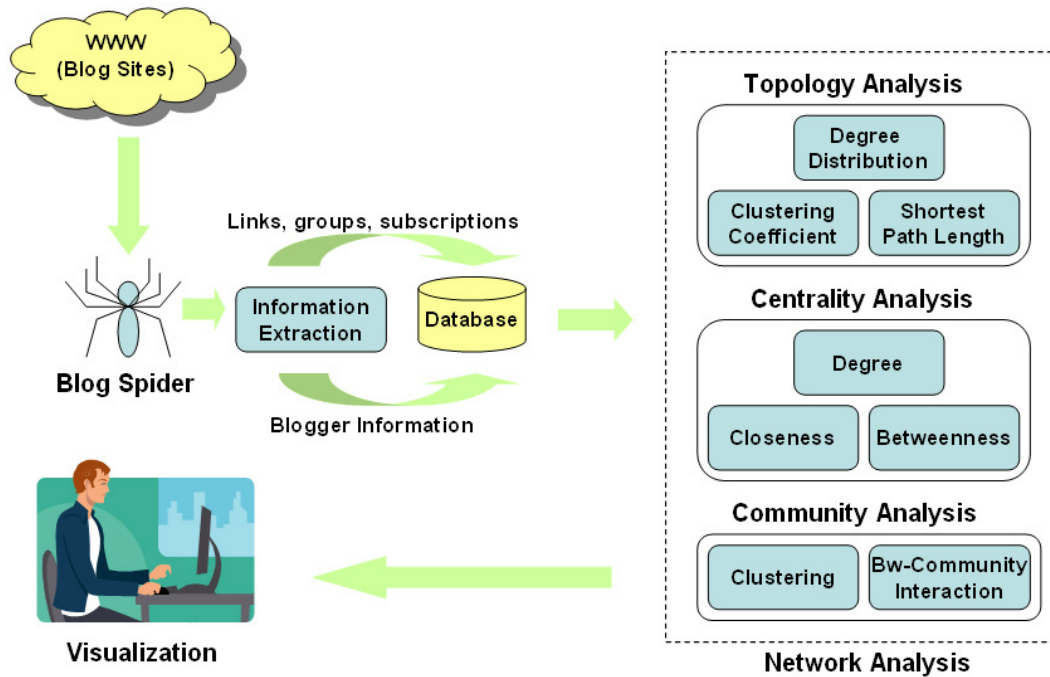 WWW
(Blog Sites)
Links, groups, subscriptions
Information
Extraction
Database
Blog Spider
Blogger Information
Visualization
Topology Analysis
Degree
Distribution
Clustering
Coefficient
Shortest
Path Length
Centrality Analysis
Degree
Closeness
Betweenness
Community Analysis
Clustering
Bw-Community
Interaction
Network Analysis